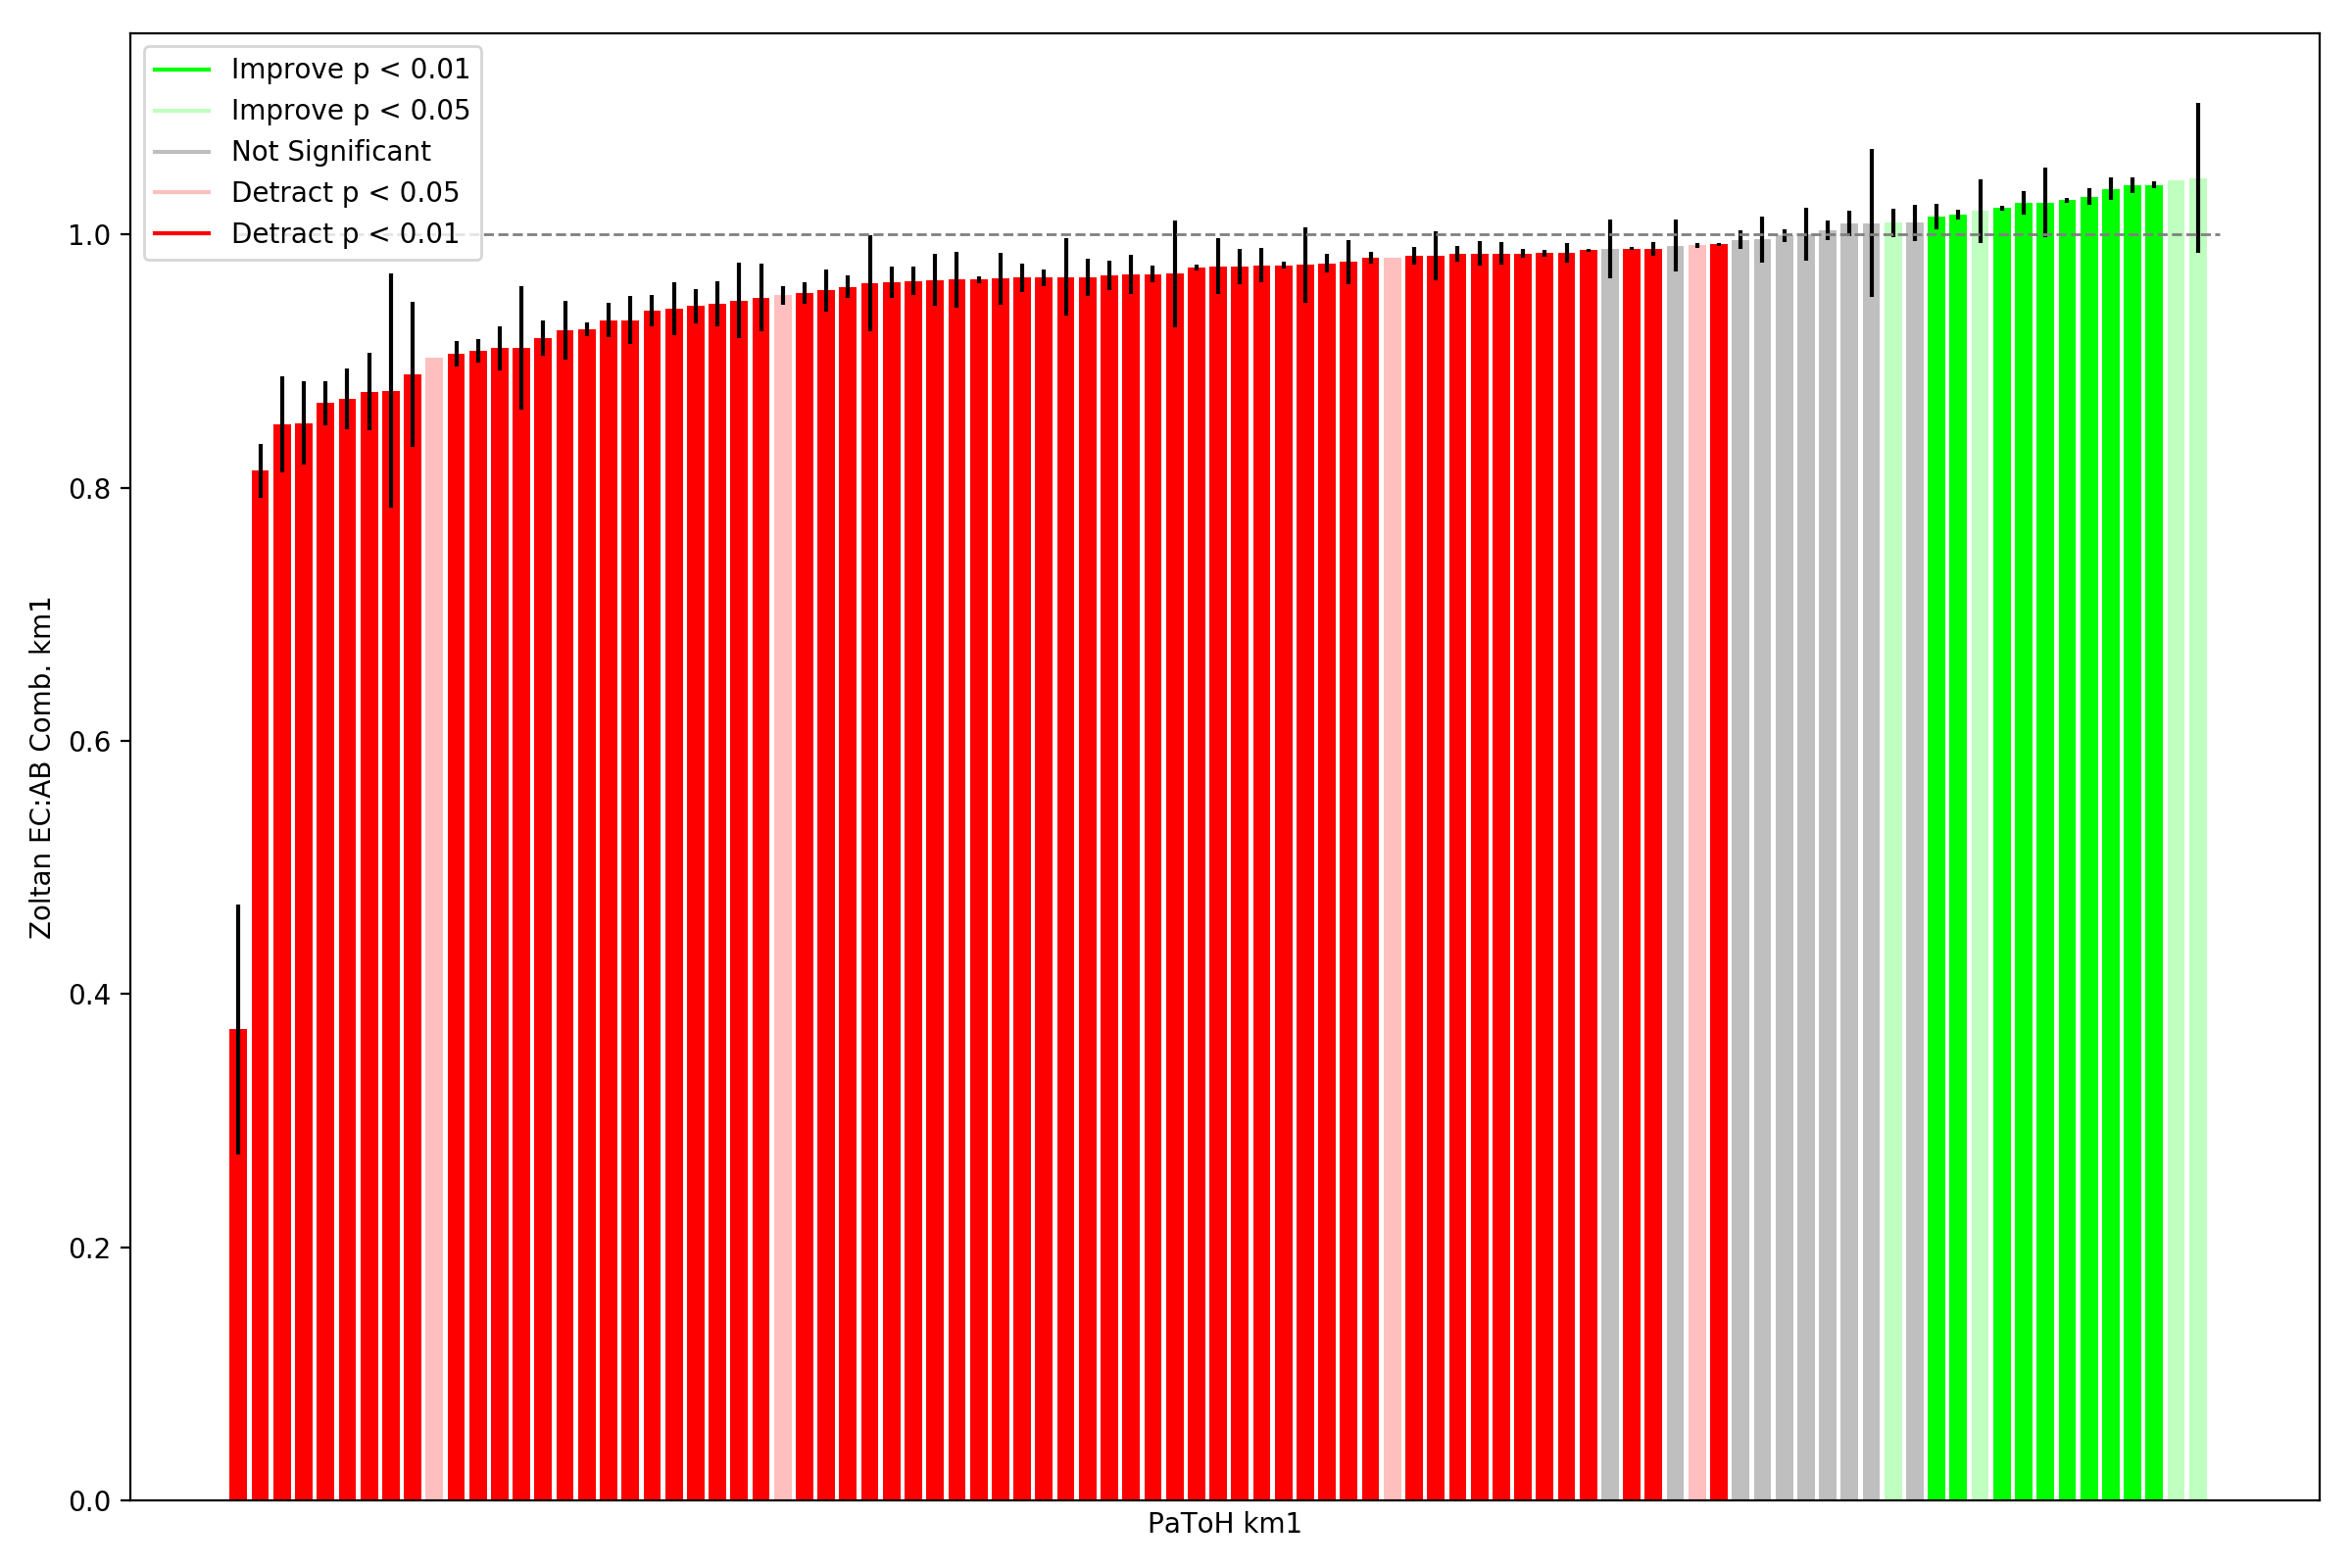 Improve p < 0.01
Improve p < 0.05
Not Significant
Detract p < 0.05
Detract p < 0.01
1.0
0.8
0.6
0.4
0.2
0.0
Zoltan EC:AB Comb. km1
PaToH km1